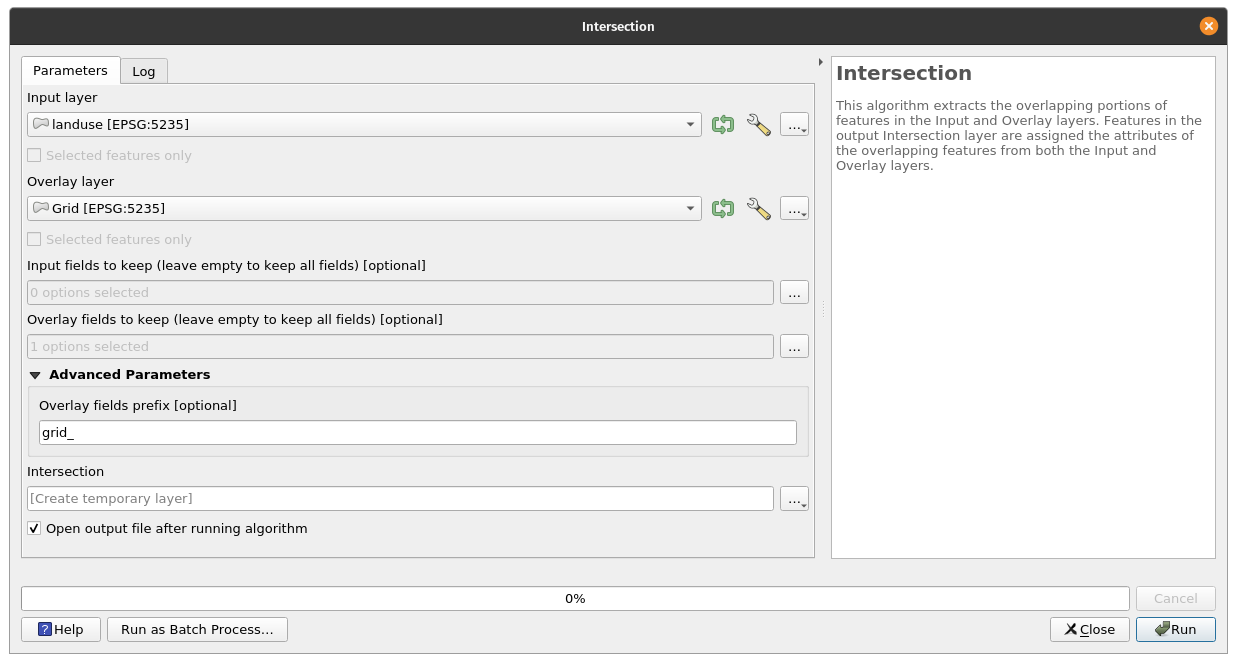 Intersection
Parameters
Log
Input layer
landuse [EPSG:5235]
...
Selected features only
Overlay layer
Grid [EPSG:5235]
...
Selected features only
Input fields to keep (leave empty to keep all fields) [optional]
0 options selected
...
Overlay fields to keep (leave empty to keep all fields) [optional]
1 options selected
...
Advanced Parameters
Overlay fields prefix [optional]
grid_
Intersection
[Create temporary layer]
...
Open output file after running algorithm
Intersection
This algorithm extracts the overlapping portions of
features in the Input and Overlay layers. Features in the
output Intersection layer are assigned the attributes of
the overlapping features from both the Input and
Overlay layers.
0%
Cancel
Help
Run as Batch Process...
Close
Run